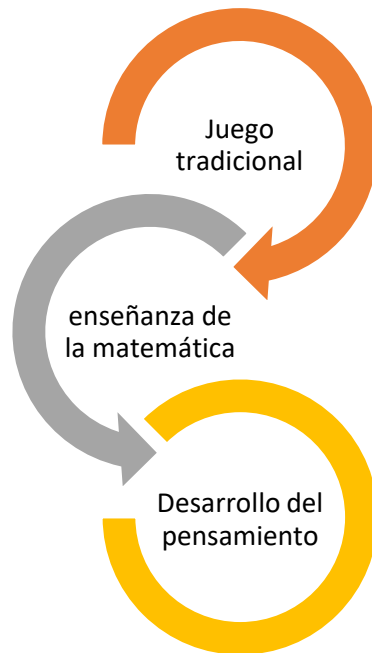 Juego
tradicional
enseñanza de
la matemática
Desarrollo del
pensamiento